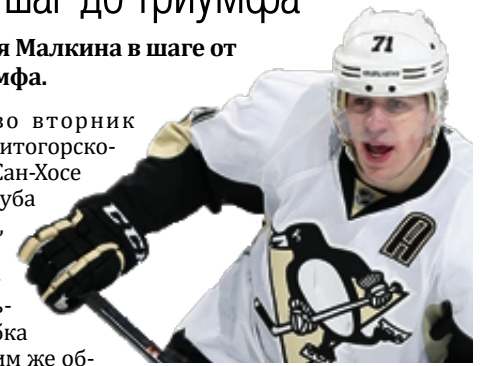 шаг до триумфа
я Малкина в шаге от
мфа.
во вторник
итогорско-
Сан-Хосе
уба
,
ь-
бка
им же об-
71
CCM
A